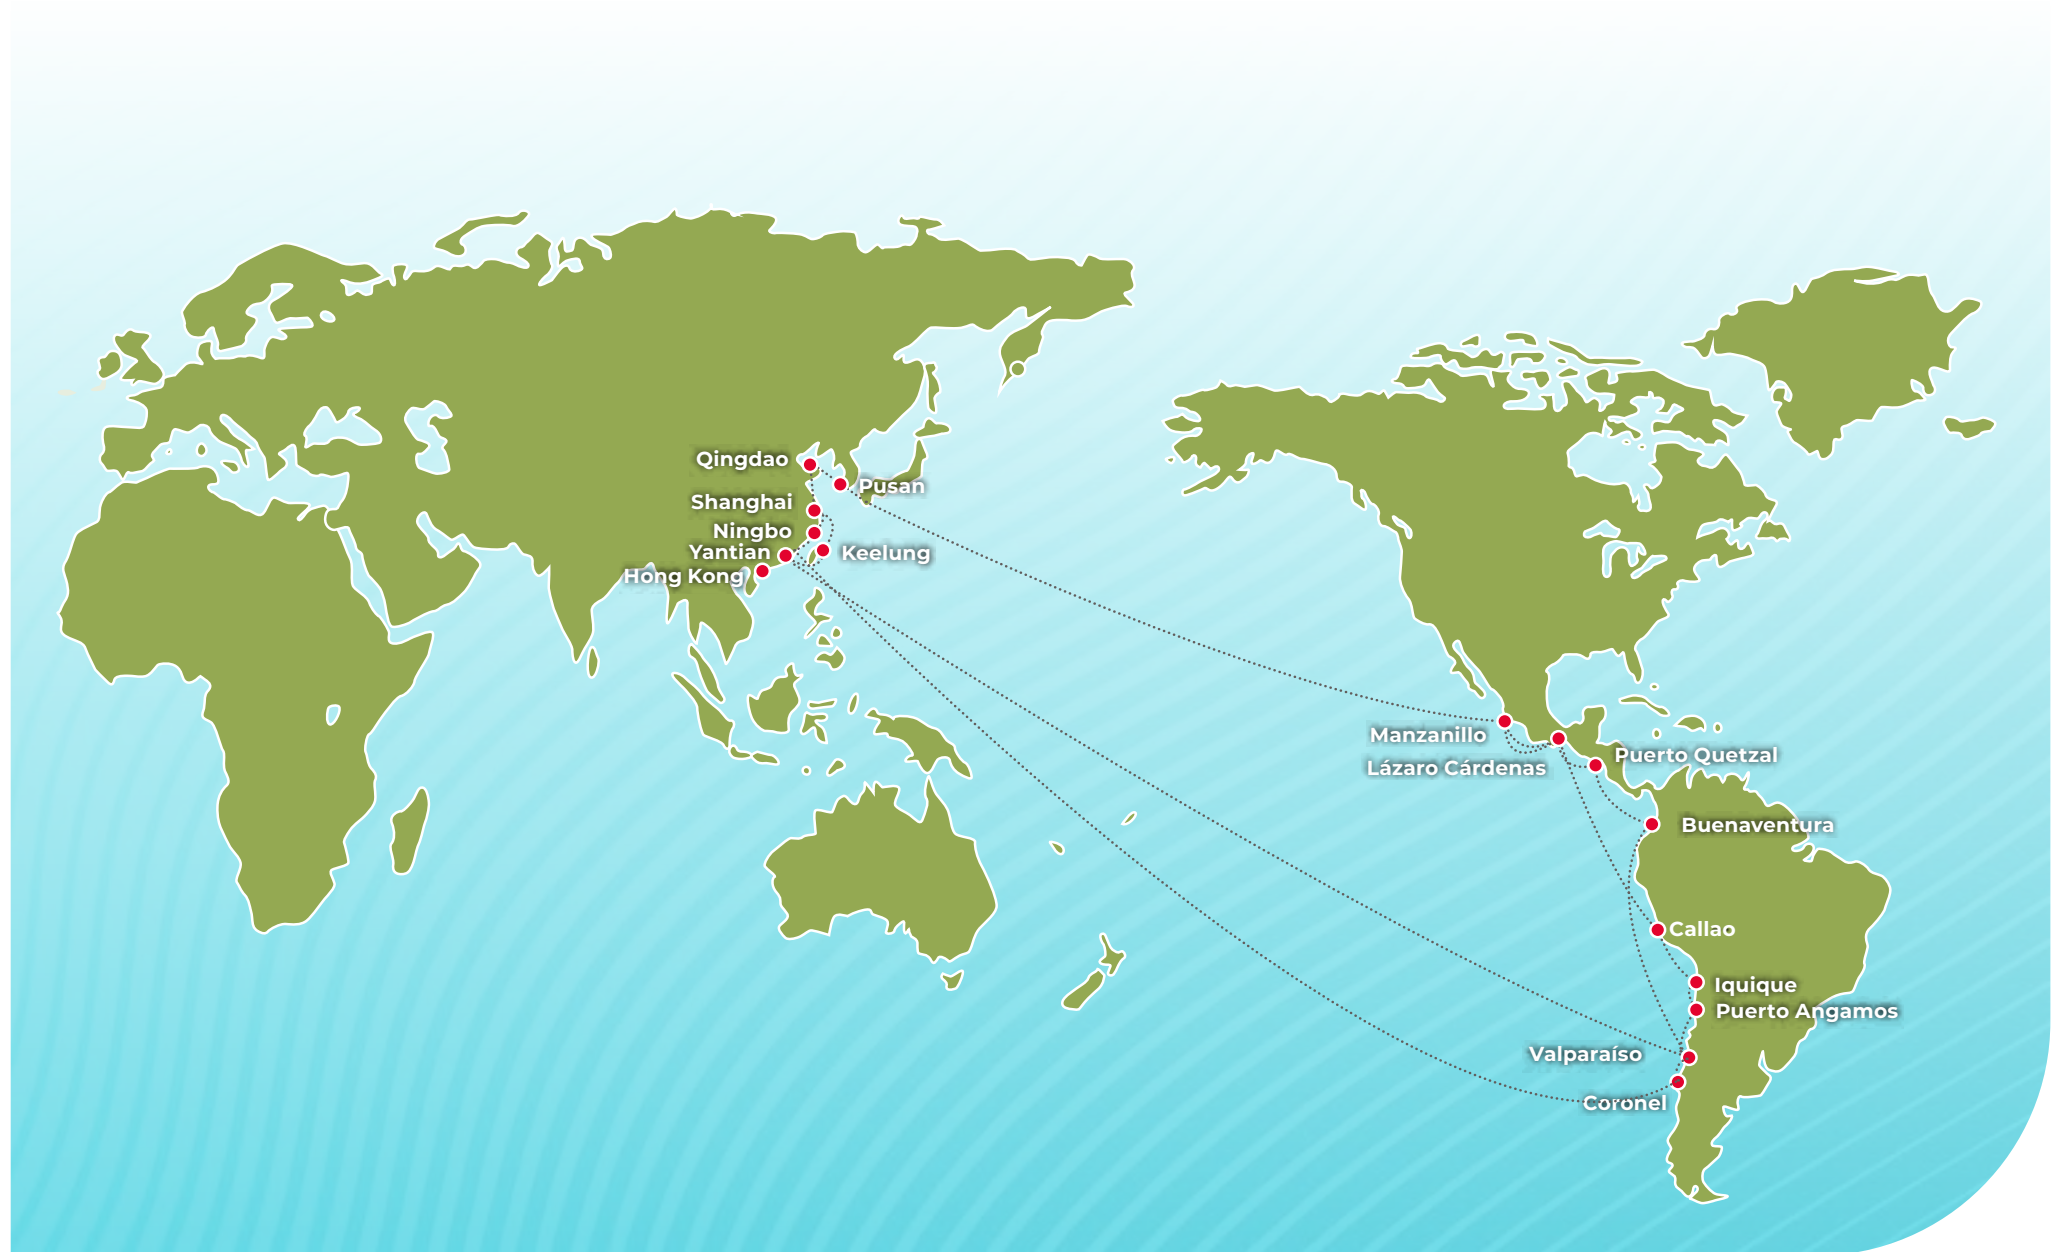 Qingdao
Pusan
Shanghai
Ningbo
Yantian
Keelung
Hong Kong
Manzanillo
Puerto Quetzal
Lázaro Cárdenas
Buenaventura
Callao
Iquique
Puerto Angamos
Valparaíso
Coronel